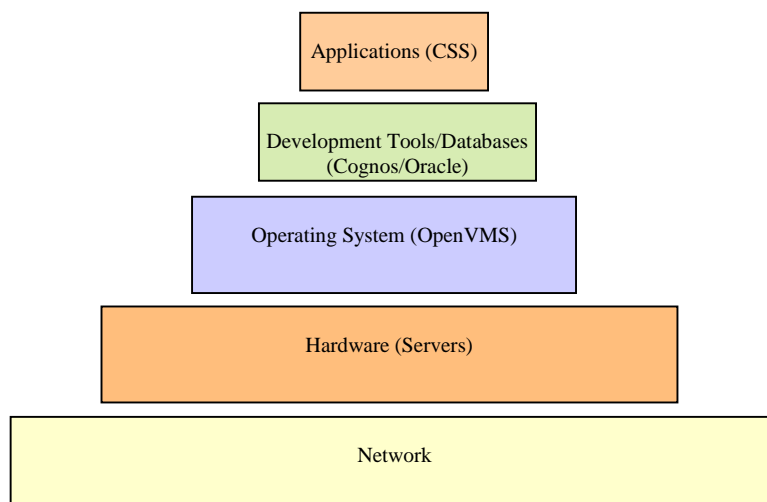 Applications (CSS)
Development Tools/Databases
(Cognos/Oracle)
Operating System (OpenVMS)
Hardware (Servers)
Network